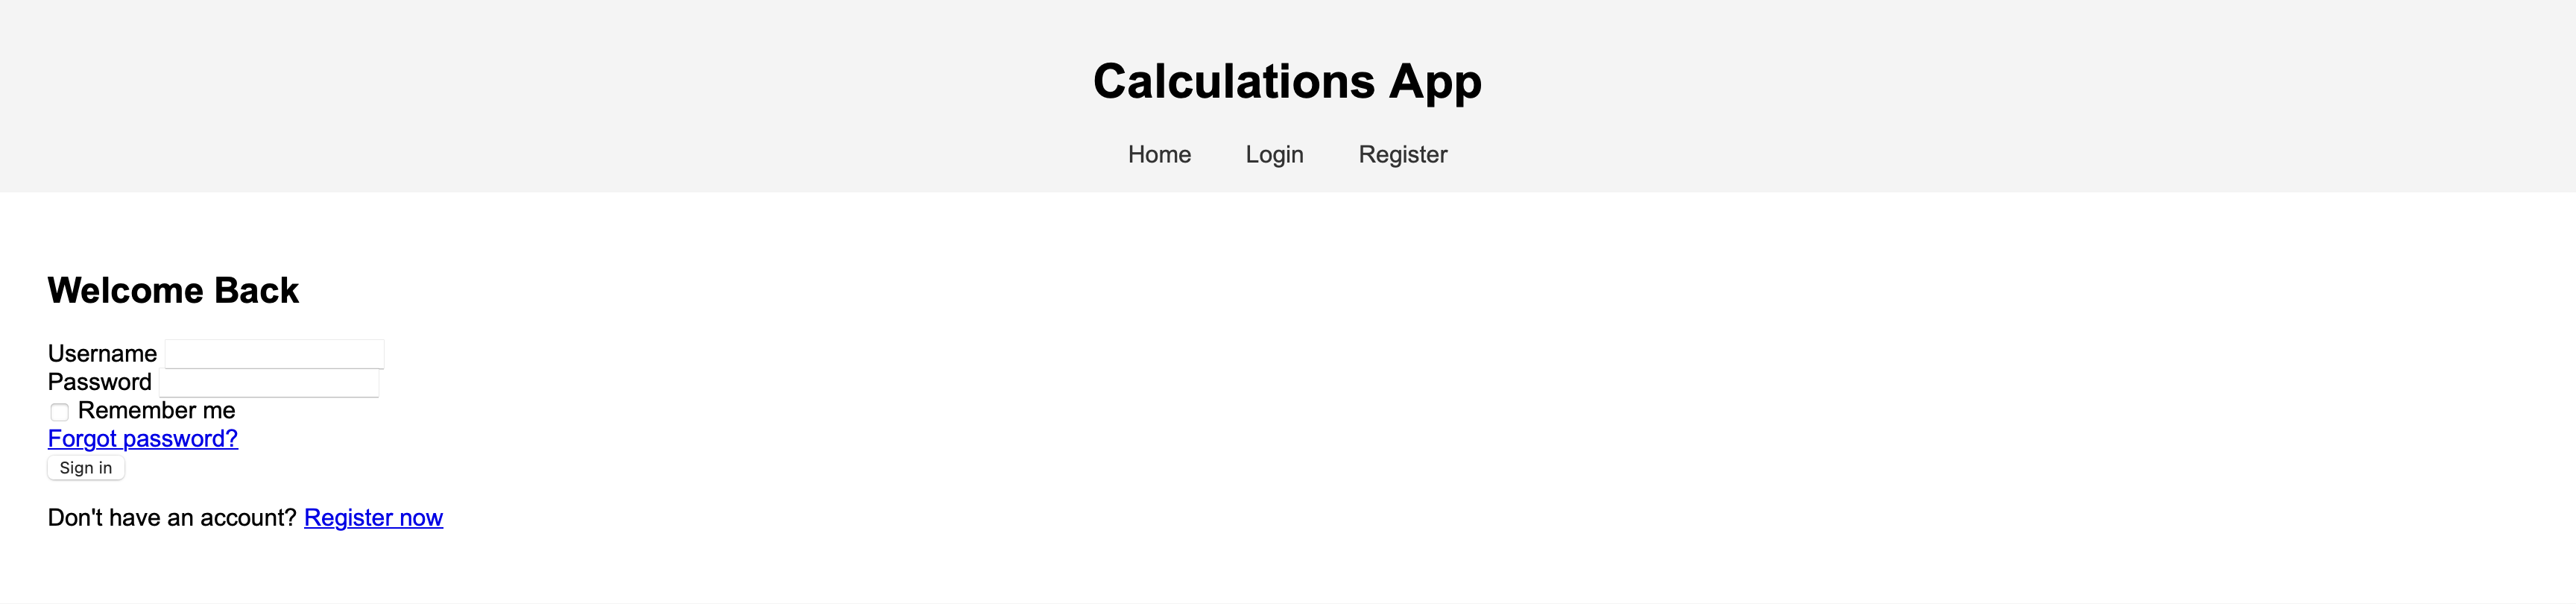 Calculations App
Home Login Register
Welcome Back
Username
Password
Remember me
Forgot password?
Sign in
Don't have an account? Register now